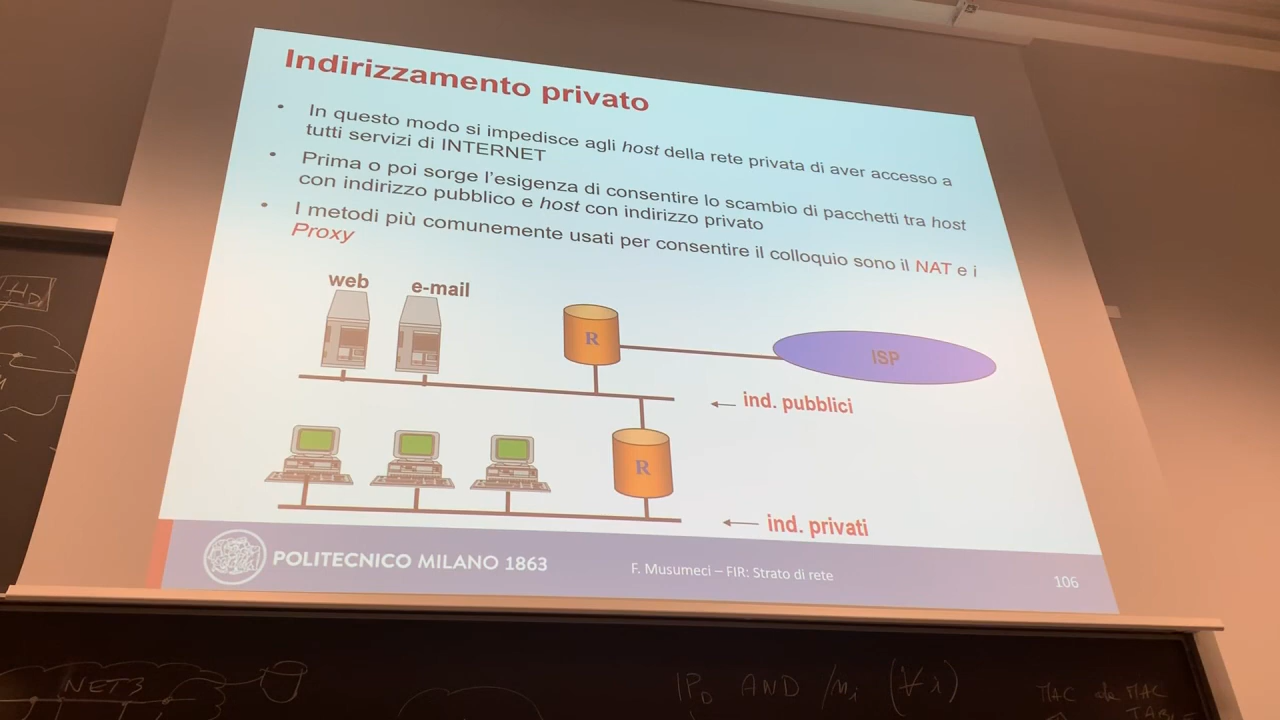 Indirizzamento privato
• In questo modo si impedisce agli host della rete privata di aver accesso a
tutti servizi di INTERNET
• Prima o poi sorge l'esigenza di consentire lo scambio di pacchetti tra host
con indirizzo pubblico e host con indirizzo privato
• I metodi più comunemente usati per consentire il colloquio sono il NAT e i
Proxy
web e-mail
R
ISP
← ind. pubblici
R
← ind. privati
POLITECNICO MILANO 1863
F. Musumeci – FIR: Strato di rete
106
NET3
IP_D AND (∀i)
MAC MAC